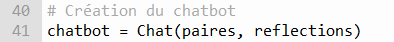 40 # Création du chatbot
41 chatbot = Chat(paires, reflections)